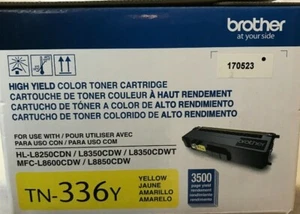 brother
at your side
170523
HIGH YIELD COLOR TONER CARTRIDGE
CARTOUCHE DE TONER COULEUR À HAUT RENDEMENT
CARTUCHO DE TÓNER A COLOR DE ALTO RENDIMIENTO
CARTUCHO DE TONER COLORIDO DE ALTO RENDIMENTO
FOR USE WITH / POUR UTILISER AVEC
PARA USO CON / PARA USO COM
HL-L8250CDN / L8350CDW / L8350CDWT
MFC-L8600CDW / L8850CDW
TN-336Y
YELLOW
JAUNE
AMARILLO
AMARELO
3500